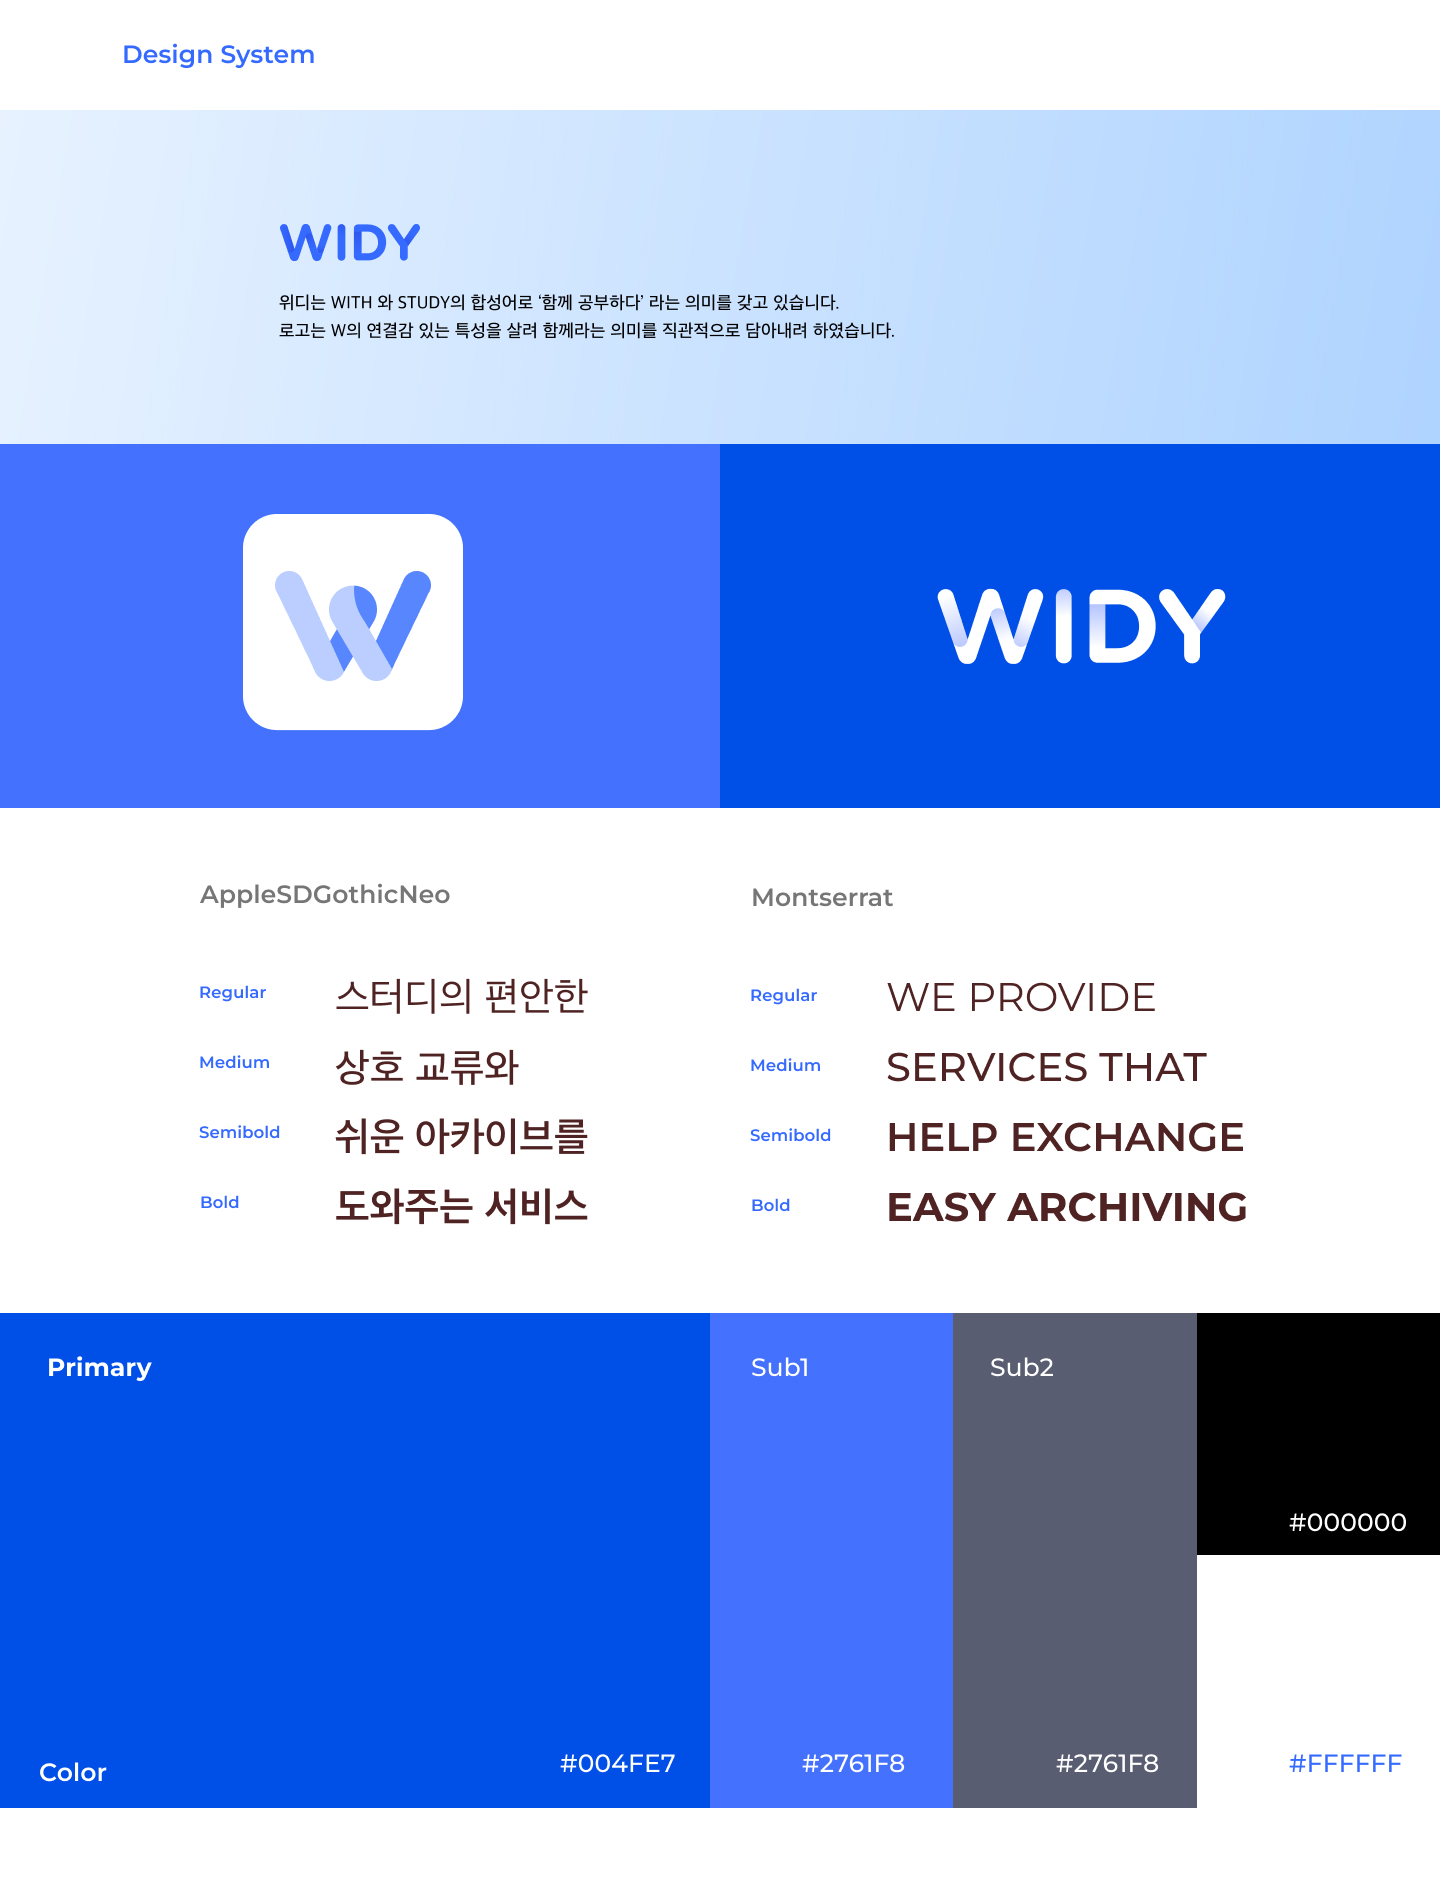 Design System
WIDY
위디는 WITH 와 STUDY의 합성어로 ‘함께 공부하다’ 라는 의미를 갖고 있습니다.
로고는 W의 연결감 있는 특성을 살려 함께라는 의미를 직관적으로 담아내려 하였습니다.
W
WIDY
AppleSDGothicNeo
Regular 스터디의 편안한
Medium 상호 교류와
Semibold 쉬운 아카이브를
Bold 도와주는 서비스
Montserrat
Regular WE PROVIDE
Medium SERVICES THAT
Semibold HELP EXCHANGE
Bold EASY ARCHIVING
Primary
Color
#004FE7
Sub1
#2761F8
Sub2
#2761F8
#000000
#FFFFFF